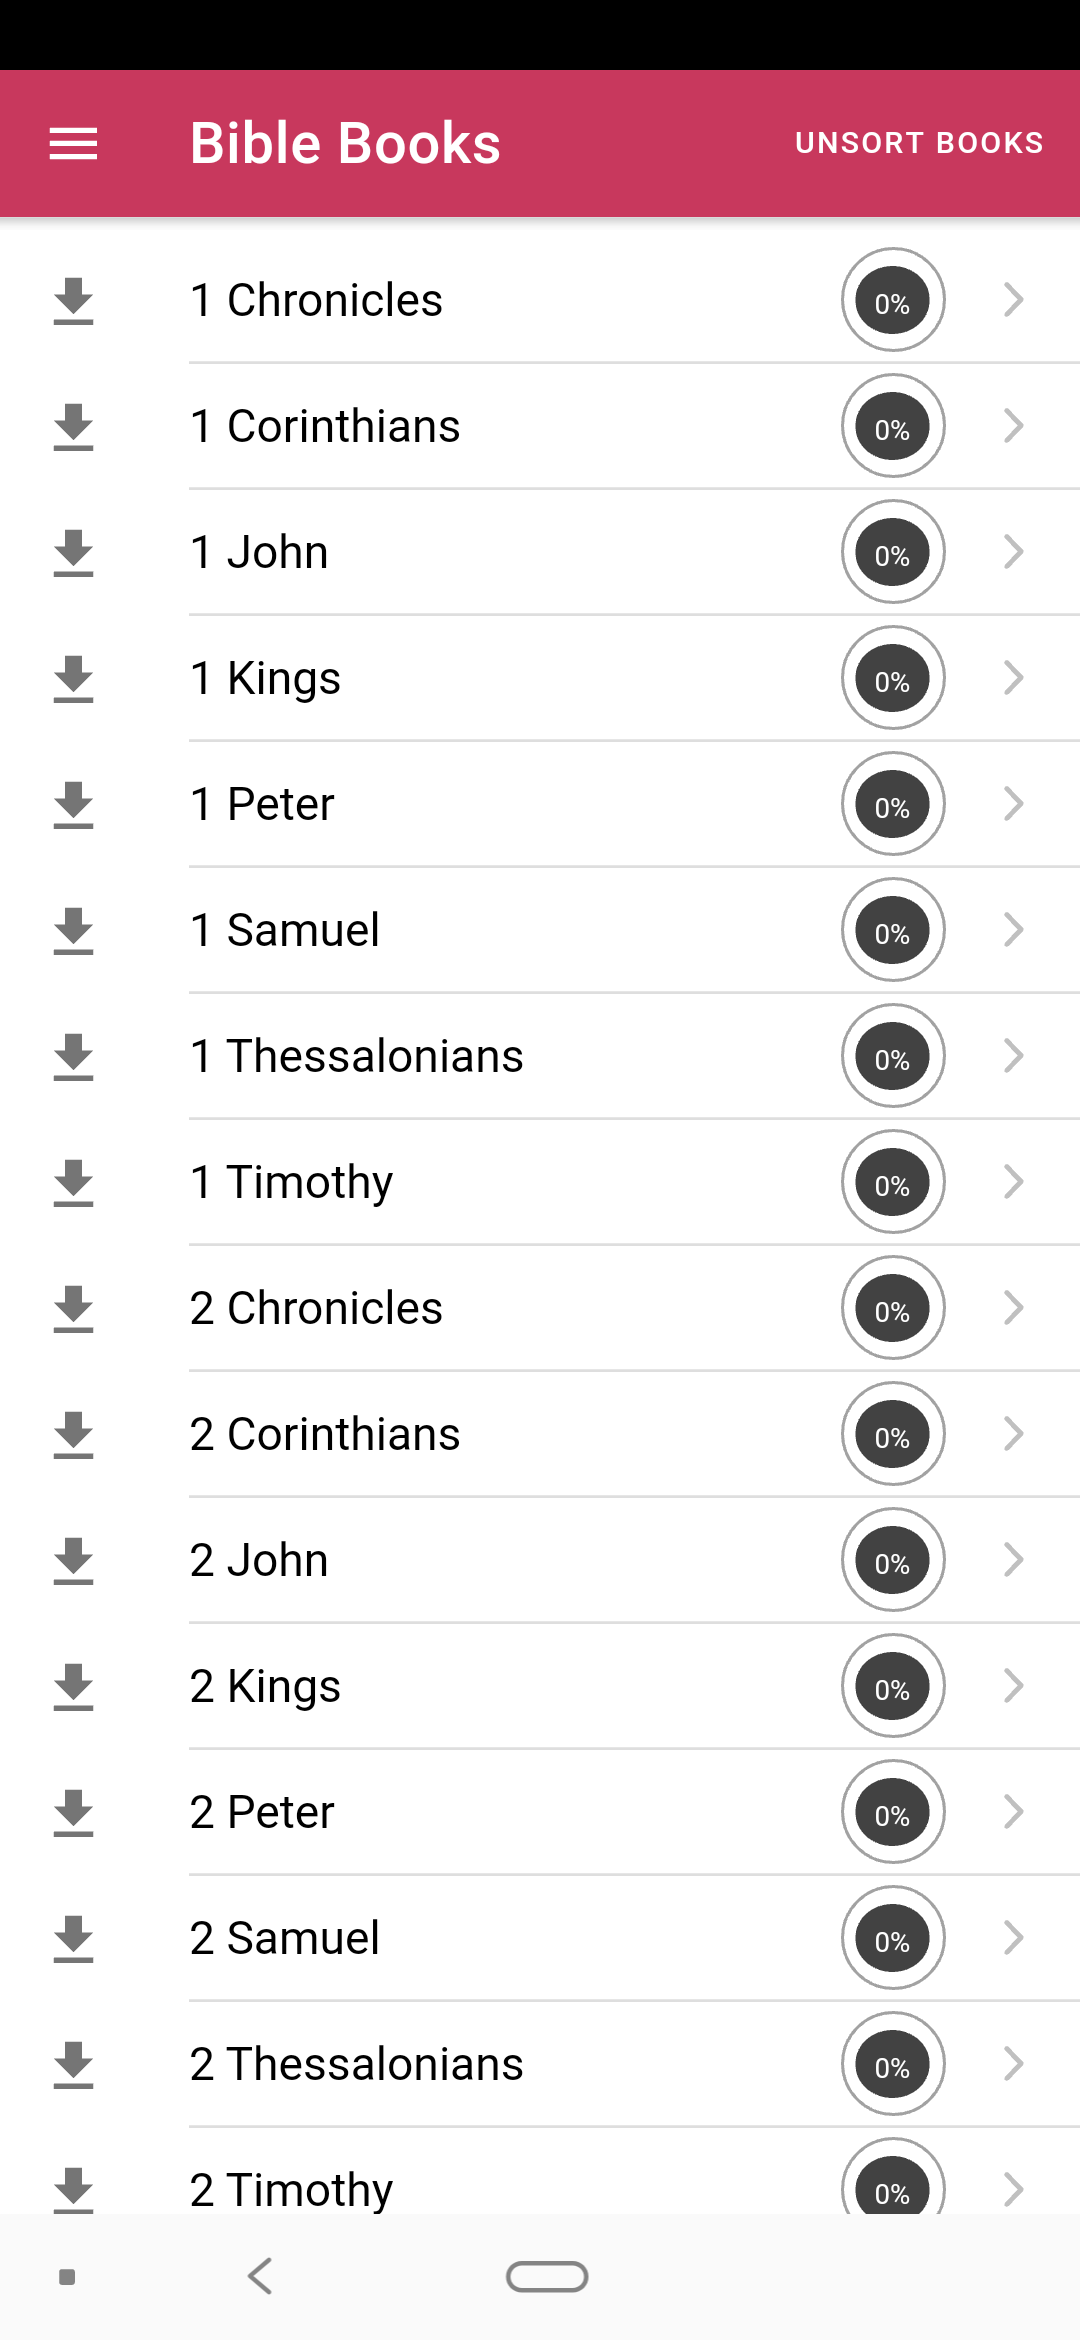 Bible Books
UNSORT BOOKS
1 Chronicles
0%
1 Corinthians
0%
1 John
0%
1 Kings
0%
1 Peter
0%
1 Samuel
0%
1 Thessalonians
0%
1 Timothy
0%
2 Chronicles
0%
2 Corinthians
0%
2 John
0%
2 Kings
0%
2 Peter
0%
2 Samuel
0%
2 Thessalonians
0%
2 Timothy
0%